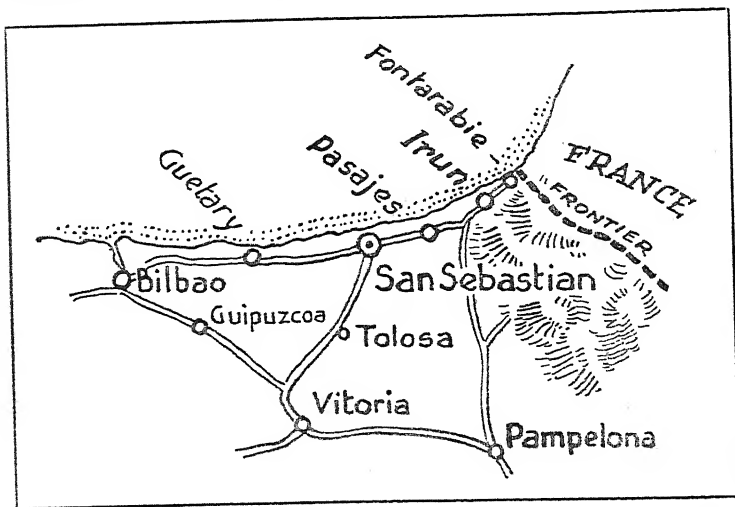 Fontarabie
Irun
Pasajes
Guetary
FRANCE
FRONTIER
San Sebastian
Bilbao
Guipuzcoa
Tolosa
Vitoria
Pampelona